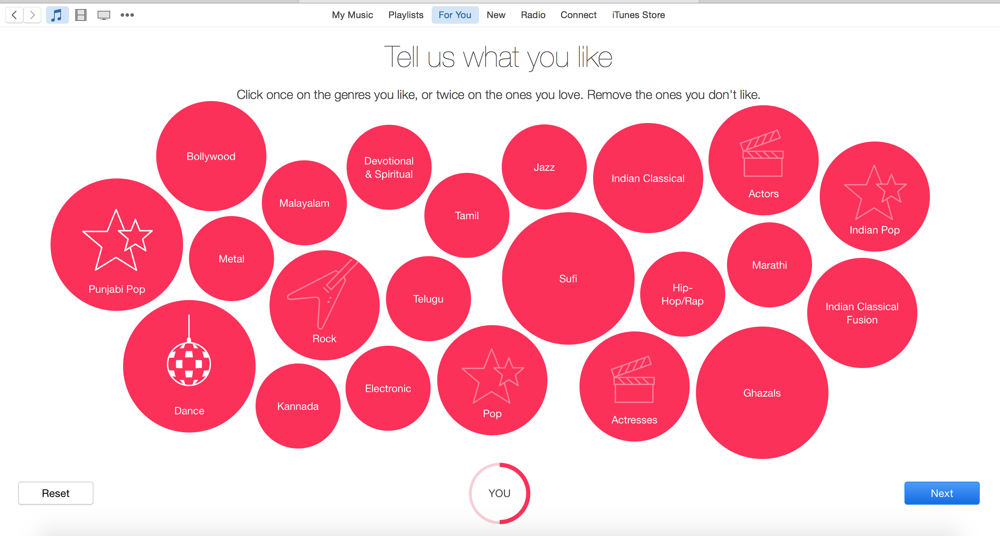 My Music Playlists For You New Radio Connect iTunes Store
Tell us what you like
Click once on the genres you like, or twice on the ones you love. Remove the ones you don't like.
Bollywood
Devotional
& Spiritual
Jazz
Indian Classical
Actors
Indian Pop
Malayalam
Tamil
Punjabi Pop
Metal
Rock
Telugu
Sufi
Hip-
Hop/Rap
Marathi
Indian Classical
Fusion
Dance
Kannada
Electronic
Pop
Actresses
Ghazals
Reset
YOU
Next